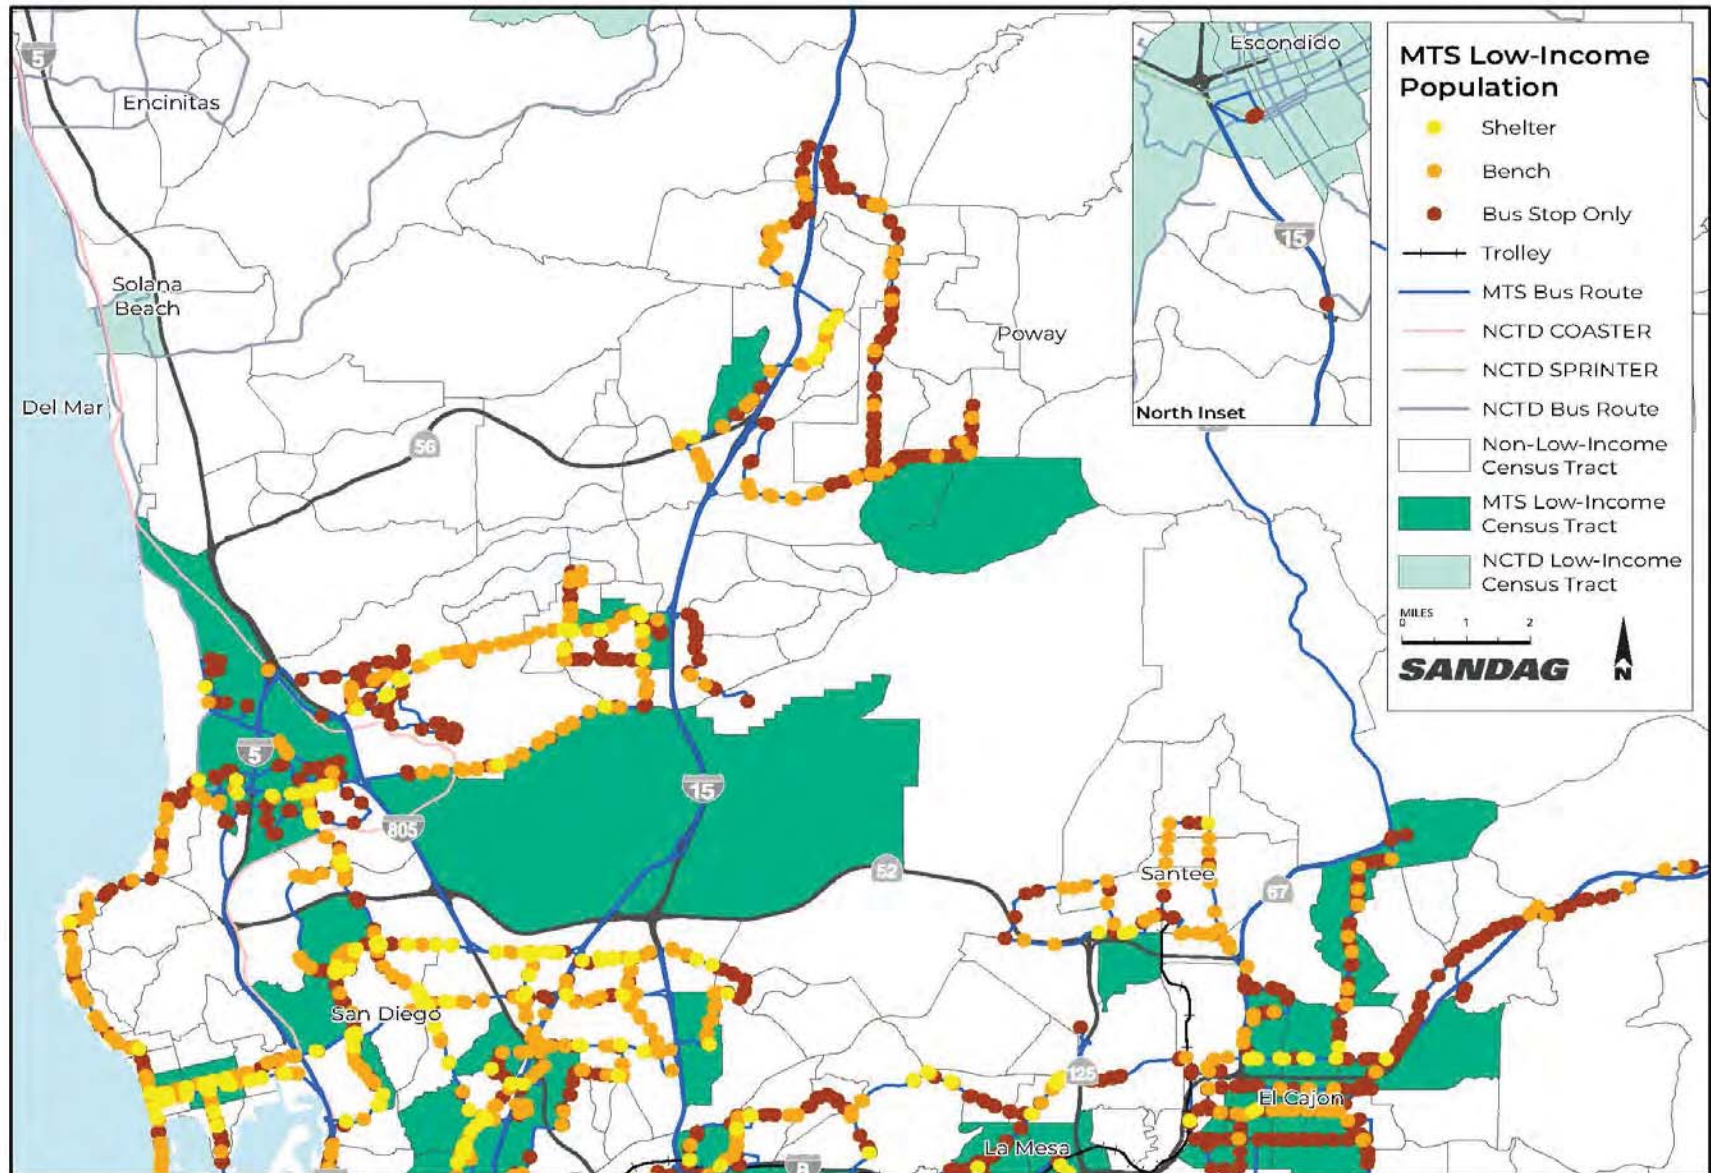 5
Encinitas
Solana
Beach
Del Mar
56
Poway
Escondido
15
North Inset
MTS Low-Income
Population
Shelter
Bench
Bus Stop Only
Trolley
MTS Bus Route
NCTD COASTER
NCTD SPRINTER
NCTD Bus Route
Non-Low-Income
Census Tract
MTS Low-Income
Census Tract
NCTD Low-Income
Census Tract
MILES
0 1 2
SANDAG
N
5
15
805
52
Santee
67
San Diego
125
El Cajon
La Mesa
8